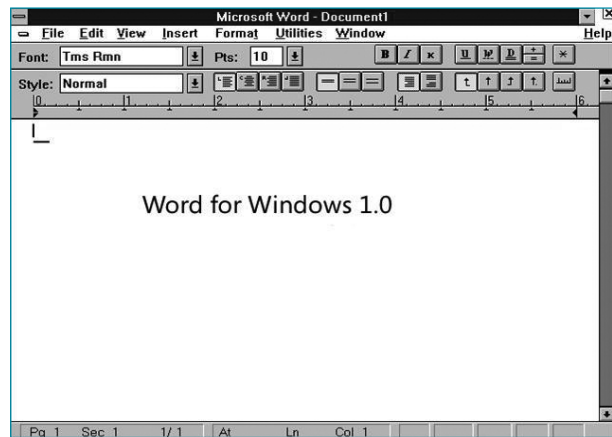 Microsoft Word - Document1
File Edit View Insert Format Utilities Window Help
Font: Tms Rmn Pts: 10 B I K U W D + *
Style: Normal
0 1 2 3 4 5 6
Word for Windows 1.0
Pg 1 Sec 1 1/1 At Ln Col 1